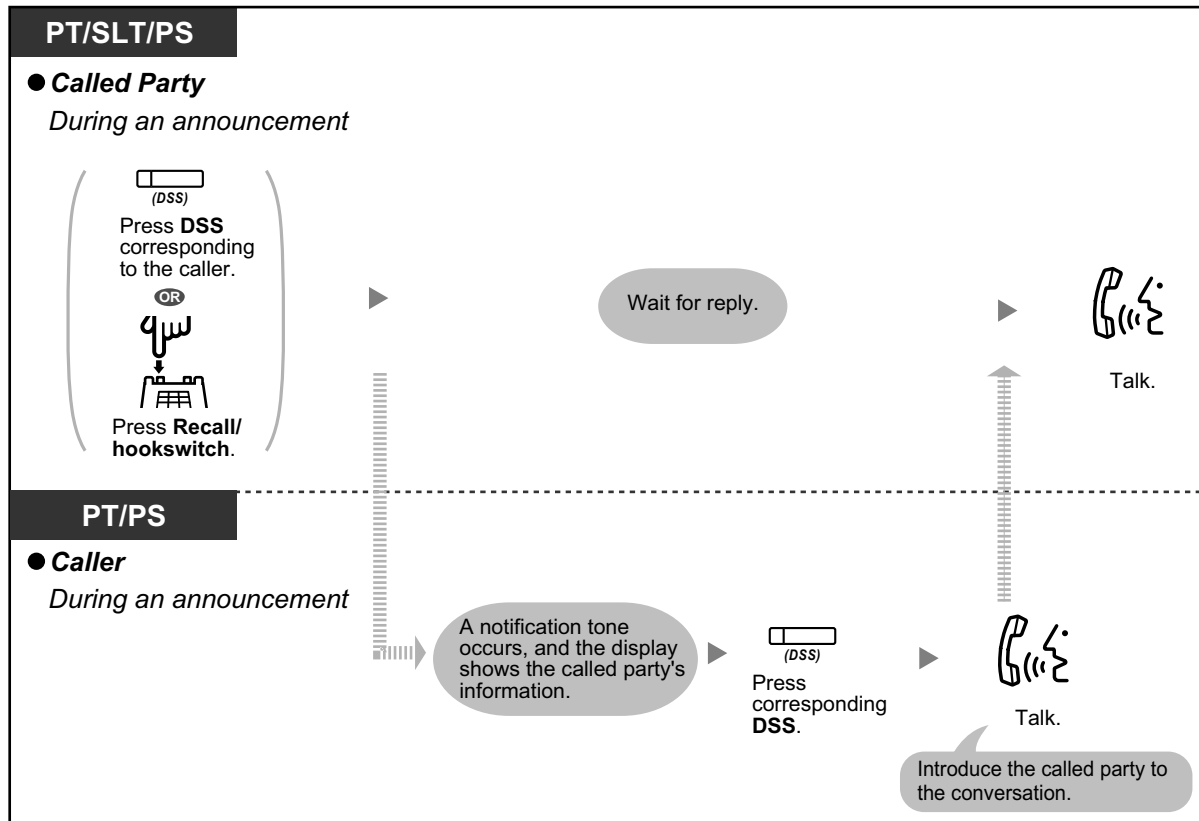 PT/SLT/PS
Called Party
During an announcement
(DSS)
Press DSS
corresponding
to the caller.
OR
Press Recall/
hookswitch.
Wait for reply.
Talk.
PT/PS
Caller
During an announcement
A notification tone
occurs, and the display
shows the called party's
information.
(DSS)
Press
corresponding
DSS.
Talk.
Introduce the called party to
the conversation.